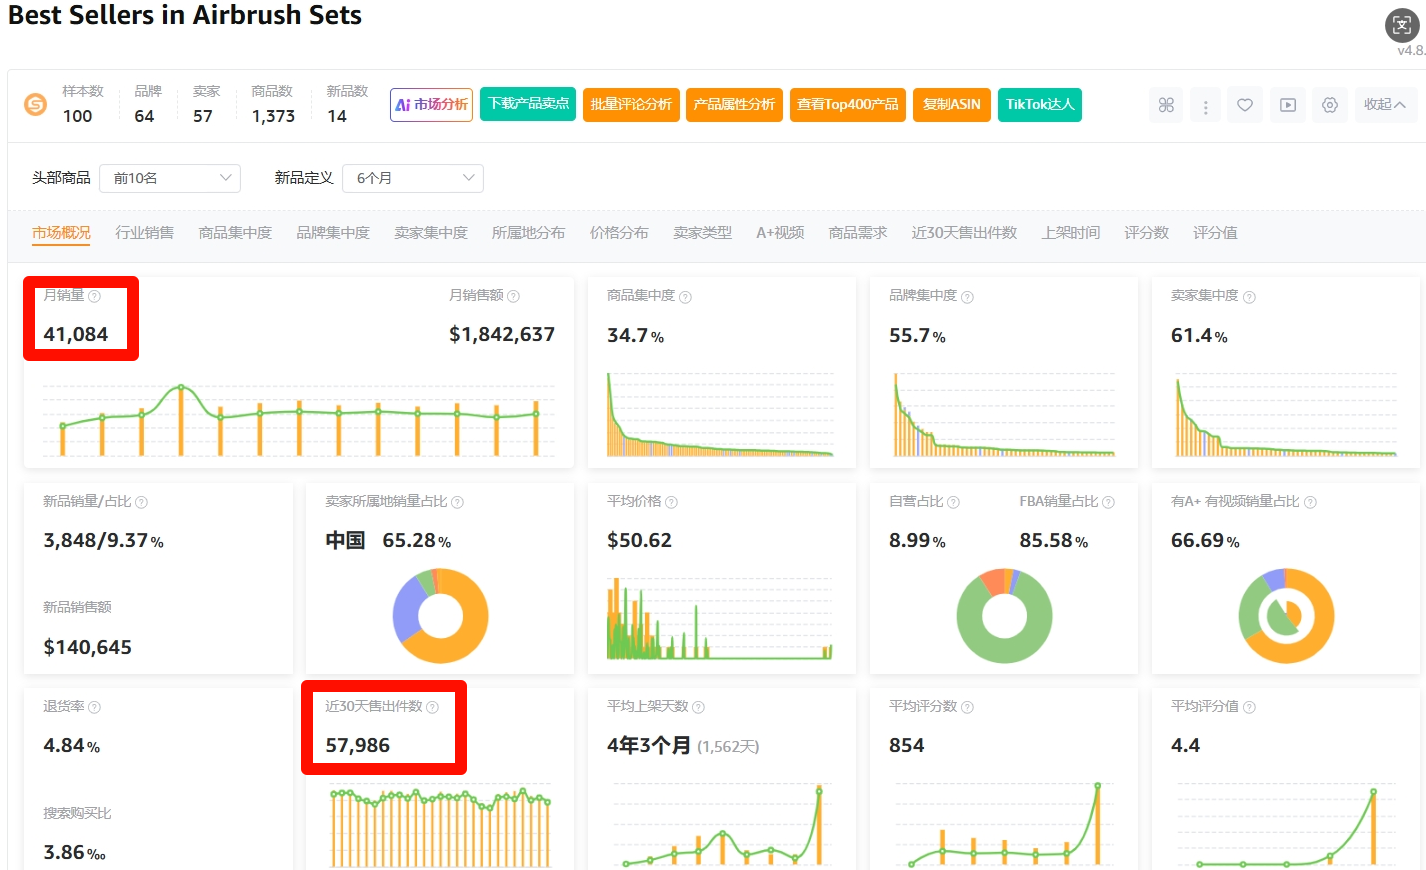 Best Sellers in Airbrush Sets
v4.8.
样本数 品牌 卖家 商品数 新品数
100 64 57 1,373 14
Ai 市场分析 下载产品卖点 批量评论分析 产品属性分析 查看Top400产品 复制ASIN TikTok达人 收起
头部商品 前10名 新品定义 6个月
市场概况 行业销售 商品集中度 品牌集中度 卖家集中度 所属地分布 价格分布 卖家类型 A+视频 商品需求 近30天售出件数 上架时间 评分数 评分值
月销量 月销售额 商品集中度 品牌集中度 卖家集中度
41,084 $1,842,637 34.7% 55.7% 61.4%
新品销量/占比 卖家所属地销量占比 平均价格 自营占比 FBA销量占比 有A+ 有视频销量占比
3,848/9.37% 中国 65.28% $50.62 8.99% 85.58% 66.69%
新品销售额
$140,645
退货率 近30天售出件数 平均上架天数 平均评分数 平均评分值
4.84% 57,986 4年3个月 (1,562天) 854 4.4
搜索购买比
3.86‰